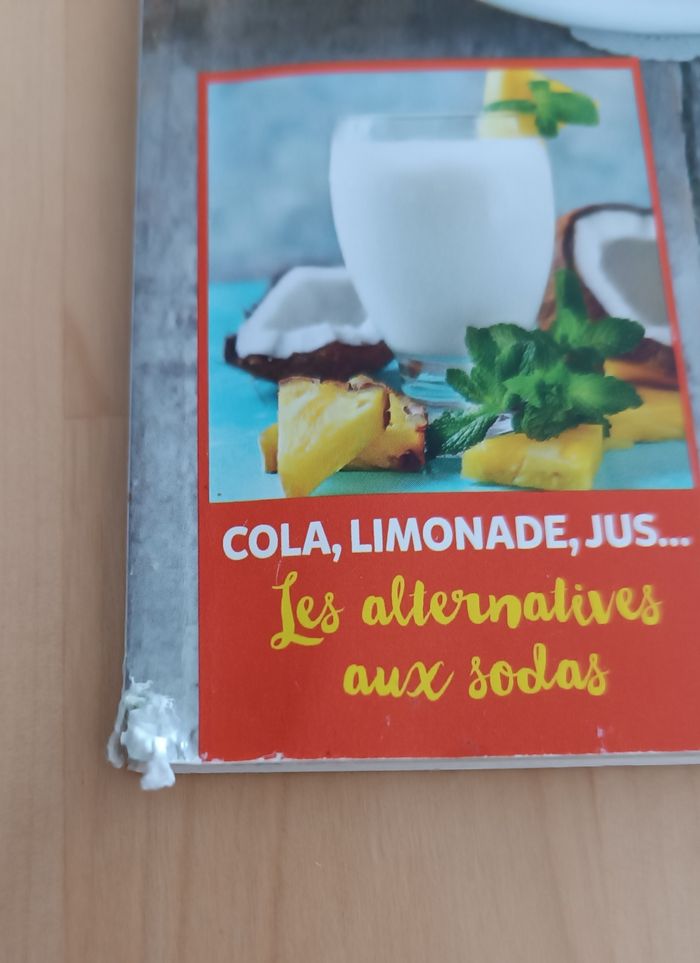 COLA, LIMONADE, JUS...
Les alternatives
aux sodas